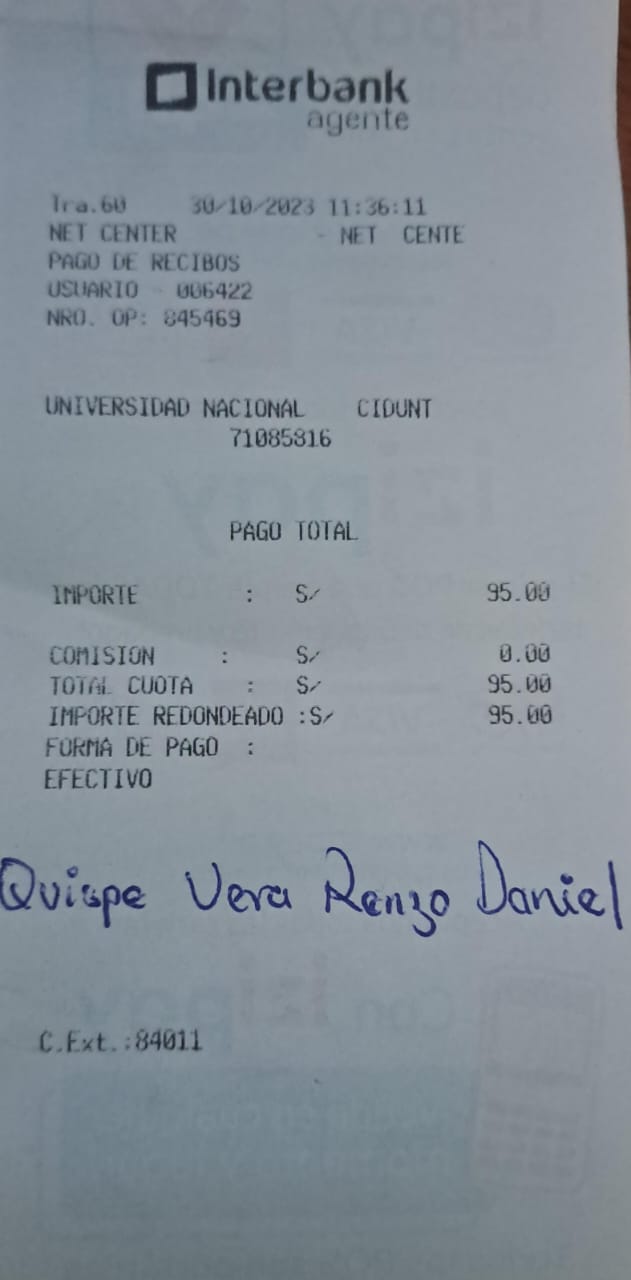 Interbank
agente
Tra.60 30/10/2023 11:36:11
NET CENTER - NET CENTE
PAGO DE RECIBOS
USUARIO - 006422
NRO. OP: 845469
UNIVERSIDAD NACIONAL CIDUNT
71085816
PAGO TOTAL
IMPORTE : S/ 95.00
COMISION : S/ 0.00
TOTAL CUOTA : S/ 95.00
IMPORTE REDONDEADO :S/ 95.00
FORMA DE PAGO :
EFECTIVO
Quispe Vera Renzo Daniel
C.Ext.:84011